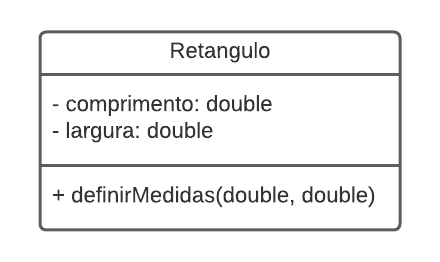 Retangulo
- comprimento: double
- largura: double
+ definirMedidas(double, double)